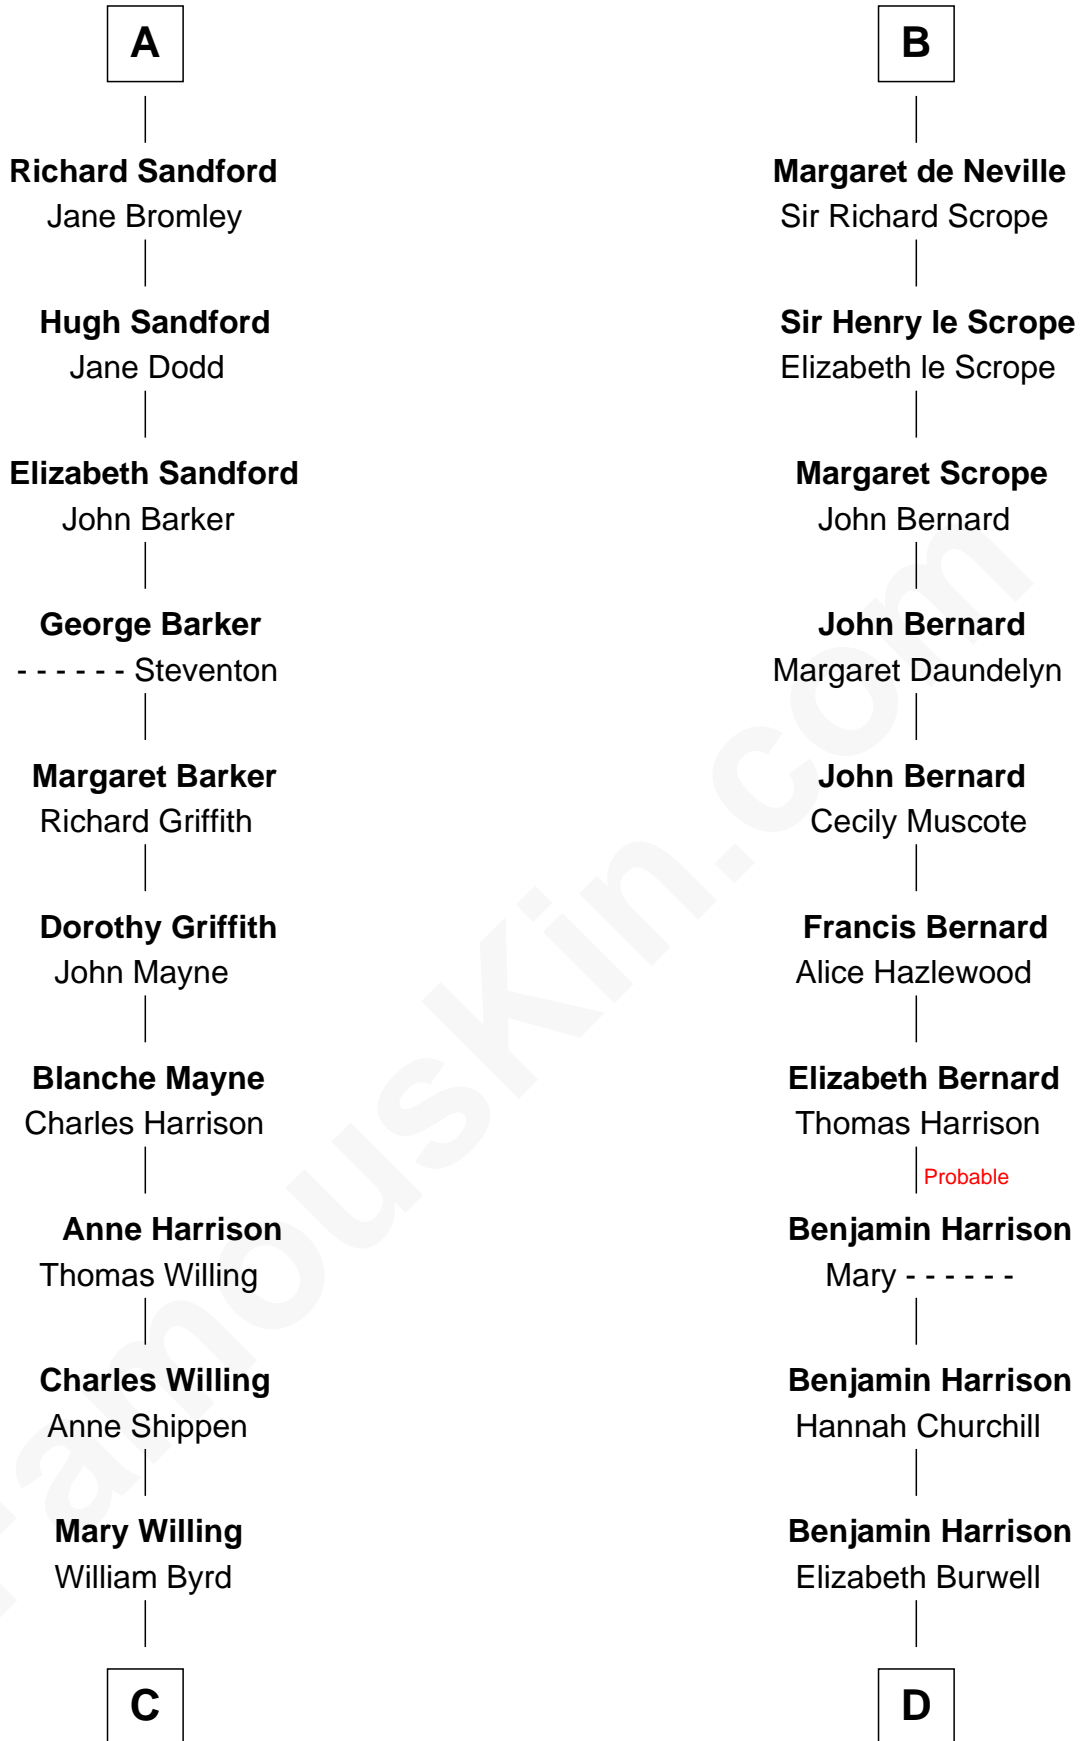 A
Richard Sandford
Jane Bromley
Hugh Sandford
Jane Dodd
Elizabeth Sandford
John Barker
George Barker
- - - - - - Steventon
Margaret Barker
Richard Griffith
Dorothy Griffith
John Mayne
Blanche Mayne
Charles Harrison
Anne Harrison
Thomas Willing
Charles Willing
Anne Shippen
Mary Willing
William Byrd
C
B
Margaret de Neville
Sir Richard Scrope
Sir Henry le Scrope
Elizabeth le Scrope
Margaret Scrope
John Bernard
John Bernard
Margaret Daundelyn
John Bernard
Cecily Muscote
Francis Bernard
Alice Hazlewood
Elizabeth Bernard
Thomas Harrison
Probable
Benjamin Harrison
Mary - - - - - -
Benjamin Harrison
Hannah Churchill
Benjamin Harrison
Elizabeth Burwell
D
FamousKin.com